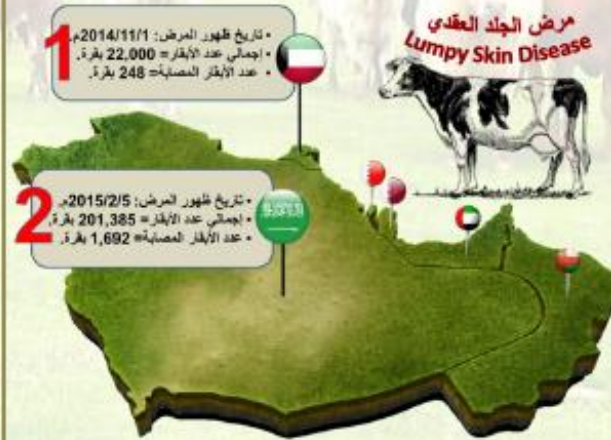 مرض الجلد العقدي
Lumpy Skin Disease
1
• تاريخ ظهور المرض: 2014/11/1م.
• إجمالي عدد الأبقار= 22,000 بقرة.
• عدد الأبقار المصابة= 248 بقرة.
2
• تاريخ ظهور المرض: 2015/2/5م.
• إجمالي عدد الأبقار= 201,385 بقرة.
• عدد الأبقار المصابة= 1,692 بقرة.